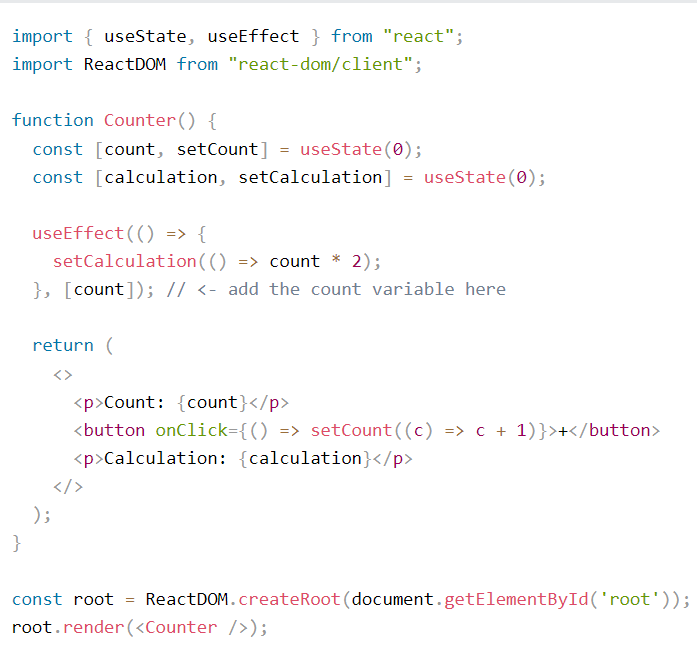 import { useState, useEffect } from "react";
import ReactDOM from "react-dom/client";

function Counter() {
  const [count, setCount] = useState(0);
  const [calculation, setCalculation] = useState(0);

  useEffect(() => {
    setCalculation(() => count * 2);
  }, [count]); // <- add the count variable here

  return (
    <>
      <p>Count: {count}</p>
      <button onClick={() => setCount((c) => c + 1)}>+</button>
      <p>Calculation: {calculation}</p>
    </>
  );
}

const root = ReactDOM.createRoot(document.getElementById('root'));
root.render(<Counter />);